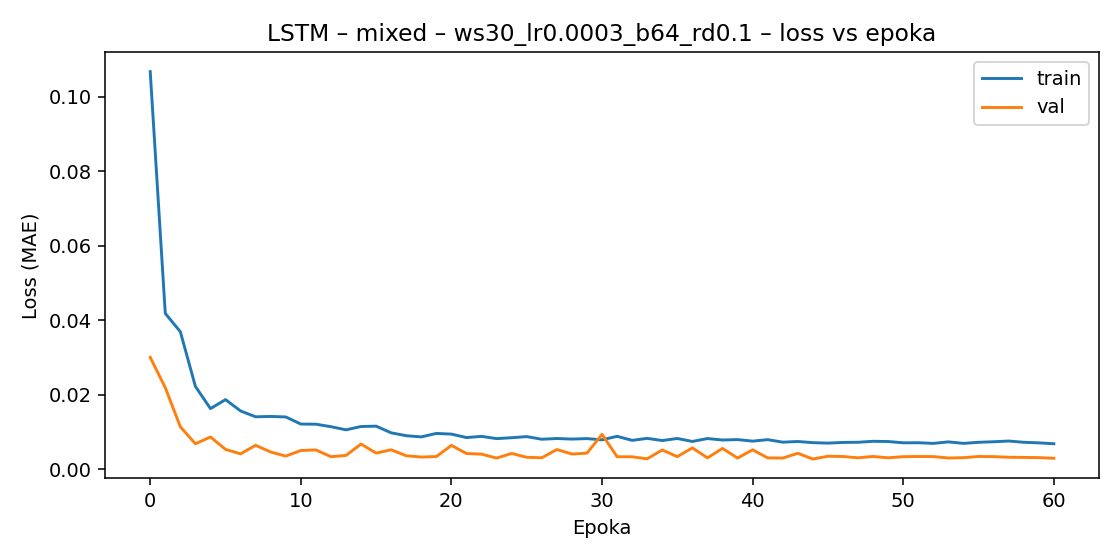 LSTM – mixed – ws30_lr0.0003_b64_rd0.1 – loss vs epoka
train
val
Loss (MAE)
0.10
0.08
0.06
0.04
0.02
0.00
0 10 20 30 40 50 60
Epoka